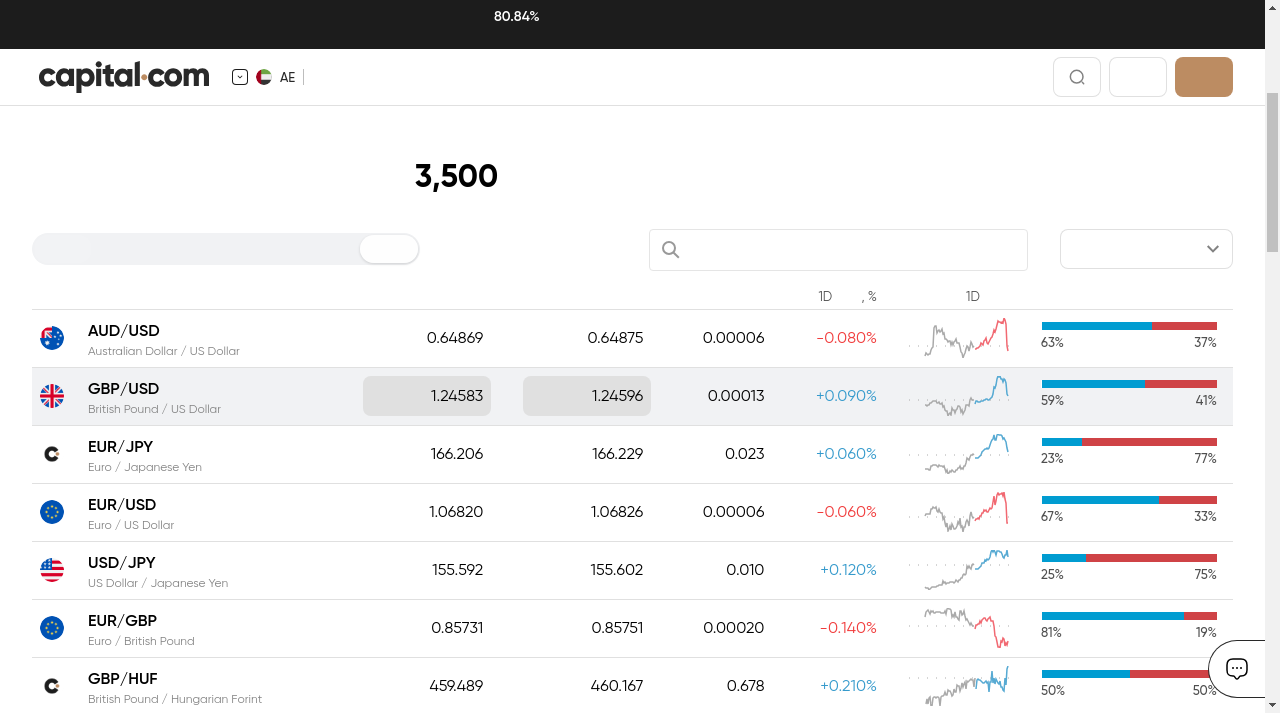 80.84%
capital.com
AE
3,500
1D , % 1D
AUD/USD 0.64869 0.64875 0.00006 -0.080%
Australian Dollar / US Dollar 63% 37%
GBP/USD 1.24583 1.24596 0.00013 +0.090%
British Pound / US Dollar 59% 41%
EUR/JPY 166.206 166.229 0.023 +0.060%
Euro / Japanese Yen 23% 77%
EUR/USD 1.06820 1.06826 0.00006 -0.060%
Euro / US Dollar 67% 33%
USD/JPY 155.592 155.602 0.010 +0.120%
US Dollar / Japanese Yen 25% 75%
EUR/GBP 0.85731 0.85751 0.00020 -0.140%
Euro / British Pound 81% 19%
GBP/HUF 459.489 460.167 0.678 +0.210%
British Pound / Hungarian Forint 50% 50%